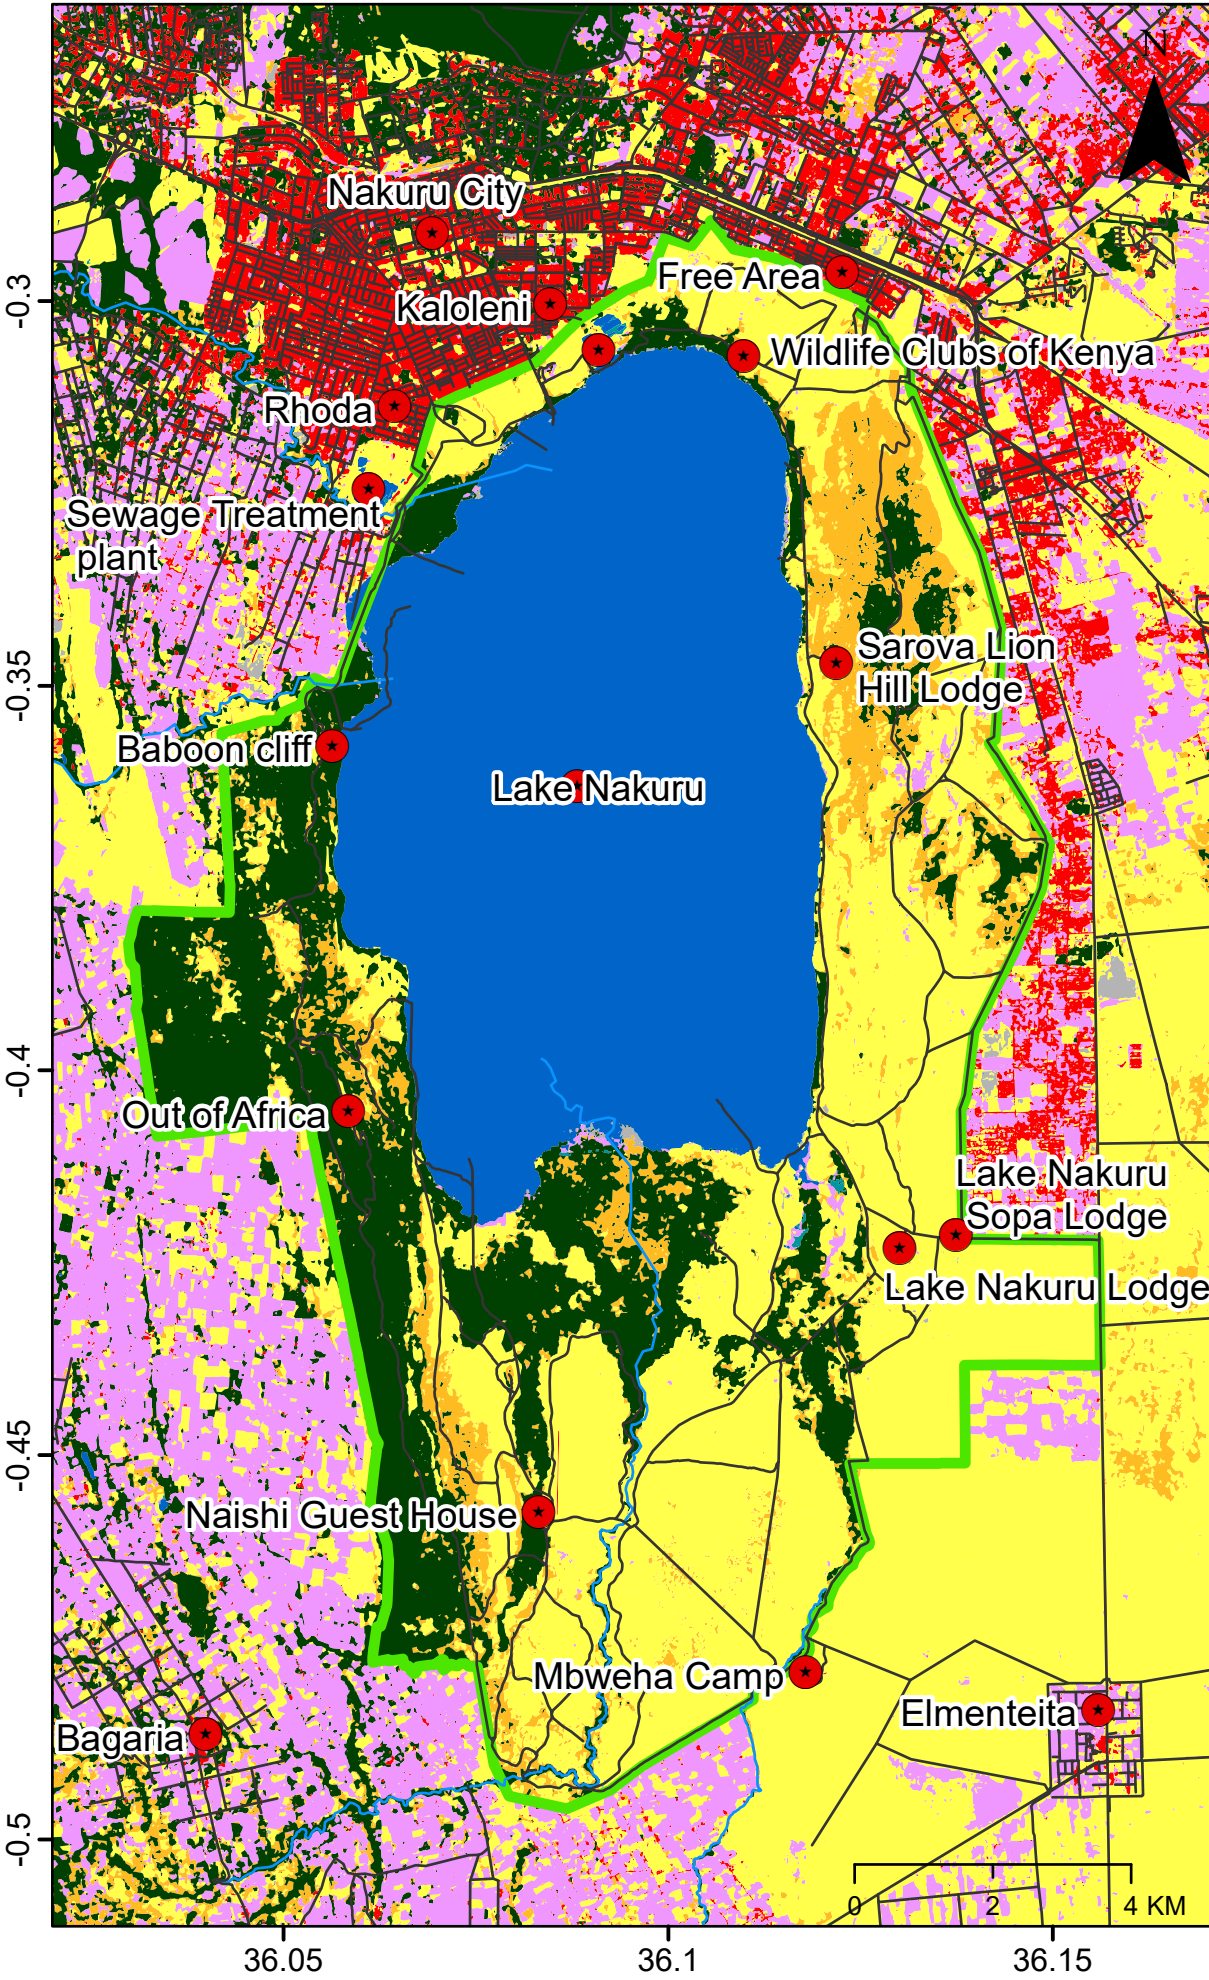 N
Nakuru City
Free Area
-0.3
Kaloleni
Wildlife Clubs of Kenya
Rhoda
Sewage Treatment
plant
Sarova Lion
Hill Lodge
-0.35
Baboon cliff
Lake Nakuru
-0.4
Out of Africa
Lake Nakuru
Sopa Lodge
Lake Nakuru Lodge
-0.45
Naishi Guest House
Mbweha Camp
Elmenteita
Bagaria
-0.5
0 2 4 KM
36.05 36.1 36.15